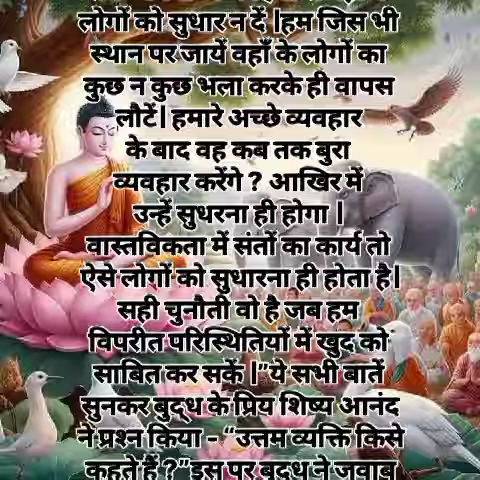 लोगों को सुधार न दें |हम जिस भी
स्थान पर जायें वहाँ के लोगों का
कुछ न कुछ भला करके ही वापस
लौटें| हमारे अच्छे व्यवहार
के बाद वह कब तक बुरा
व्यवहार करेंगे ? आखिर में
उन्हें सुधरना ही होगा |
वास्तविकता में संतों का कार्य तो
ऐसे लोगों को सुधारना ही होता है|
सही चुनौती वो है जब हम
विपरीत परिस्थितियों में खुद को
साबित कर सकें |”ये सभी बातें
सुनकर बुद्ध के प्रिय शिष्य आनंद
ने प्रश्न किया - “उत्तम व्यक्ति किसे
कहते हैं ?”इस पर बुद्ध ने जवाब